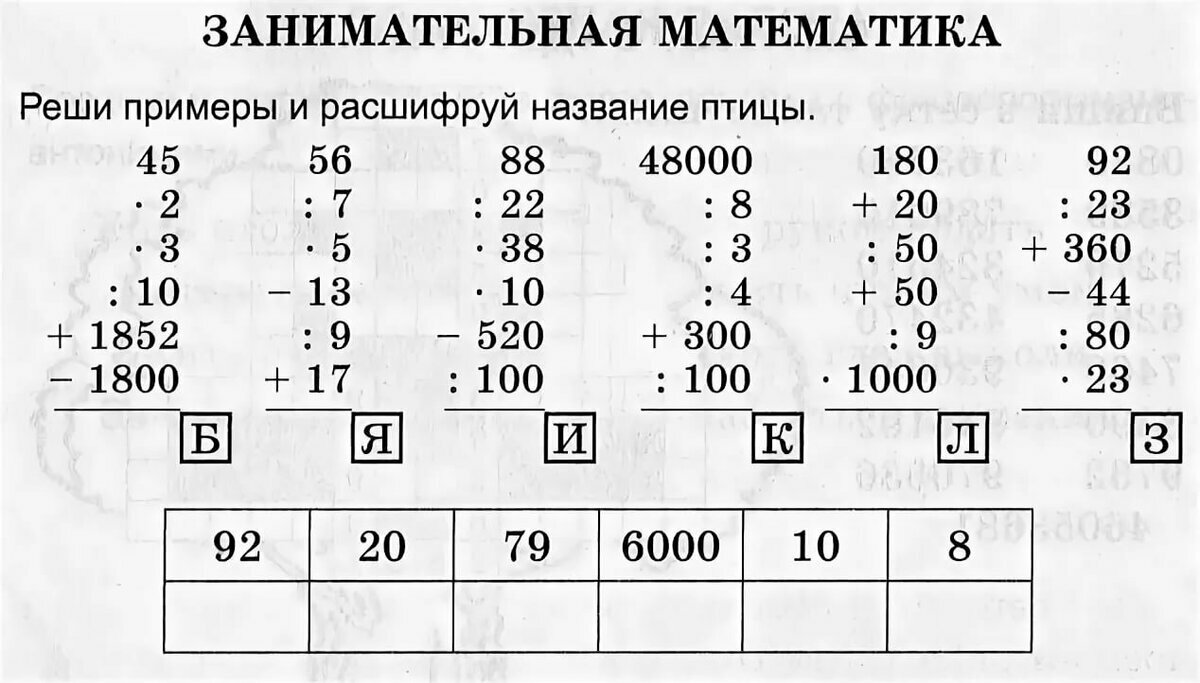 ЗАНИМАТЕЛЬНАЯ МАТЕМАТИКА
Реши примеры и расшифруй название птицы.
45 56 88 48000 180 92
· 2 : 7 : 22 : 8 + 20 : 23
· 3 · 5 · 38 : 3 : 50 + 360
: 10 − 13 · 10 : 4 + 50 − 44
+ 1852 : 9 − 520 + 300 : 9 : 80
− 1800 + 17 : 100 : 100 · 1000 · 23
Б Я И К Л З
92 20 79 6000 10 8